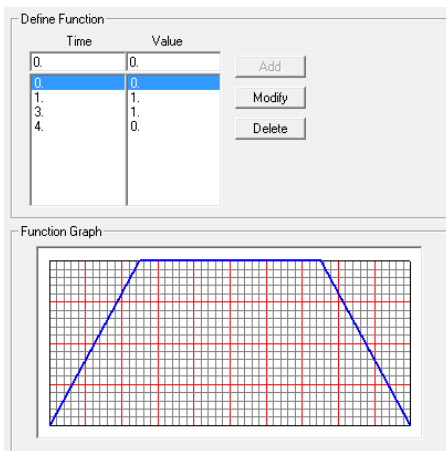 Define Function
Time Value
0. 0. Add
0. 0.
1. 1. Modify
3. 1.
4. 0. Delete
Function Graph